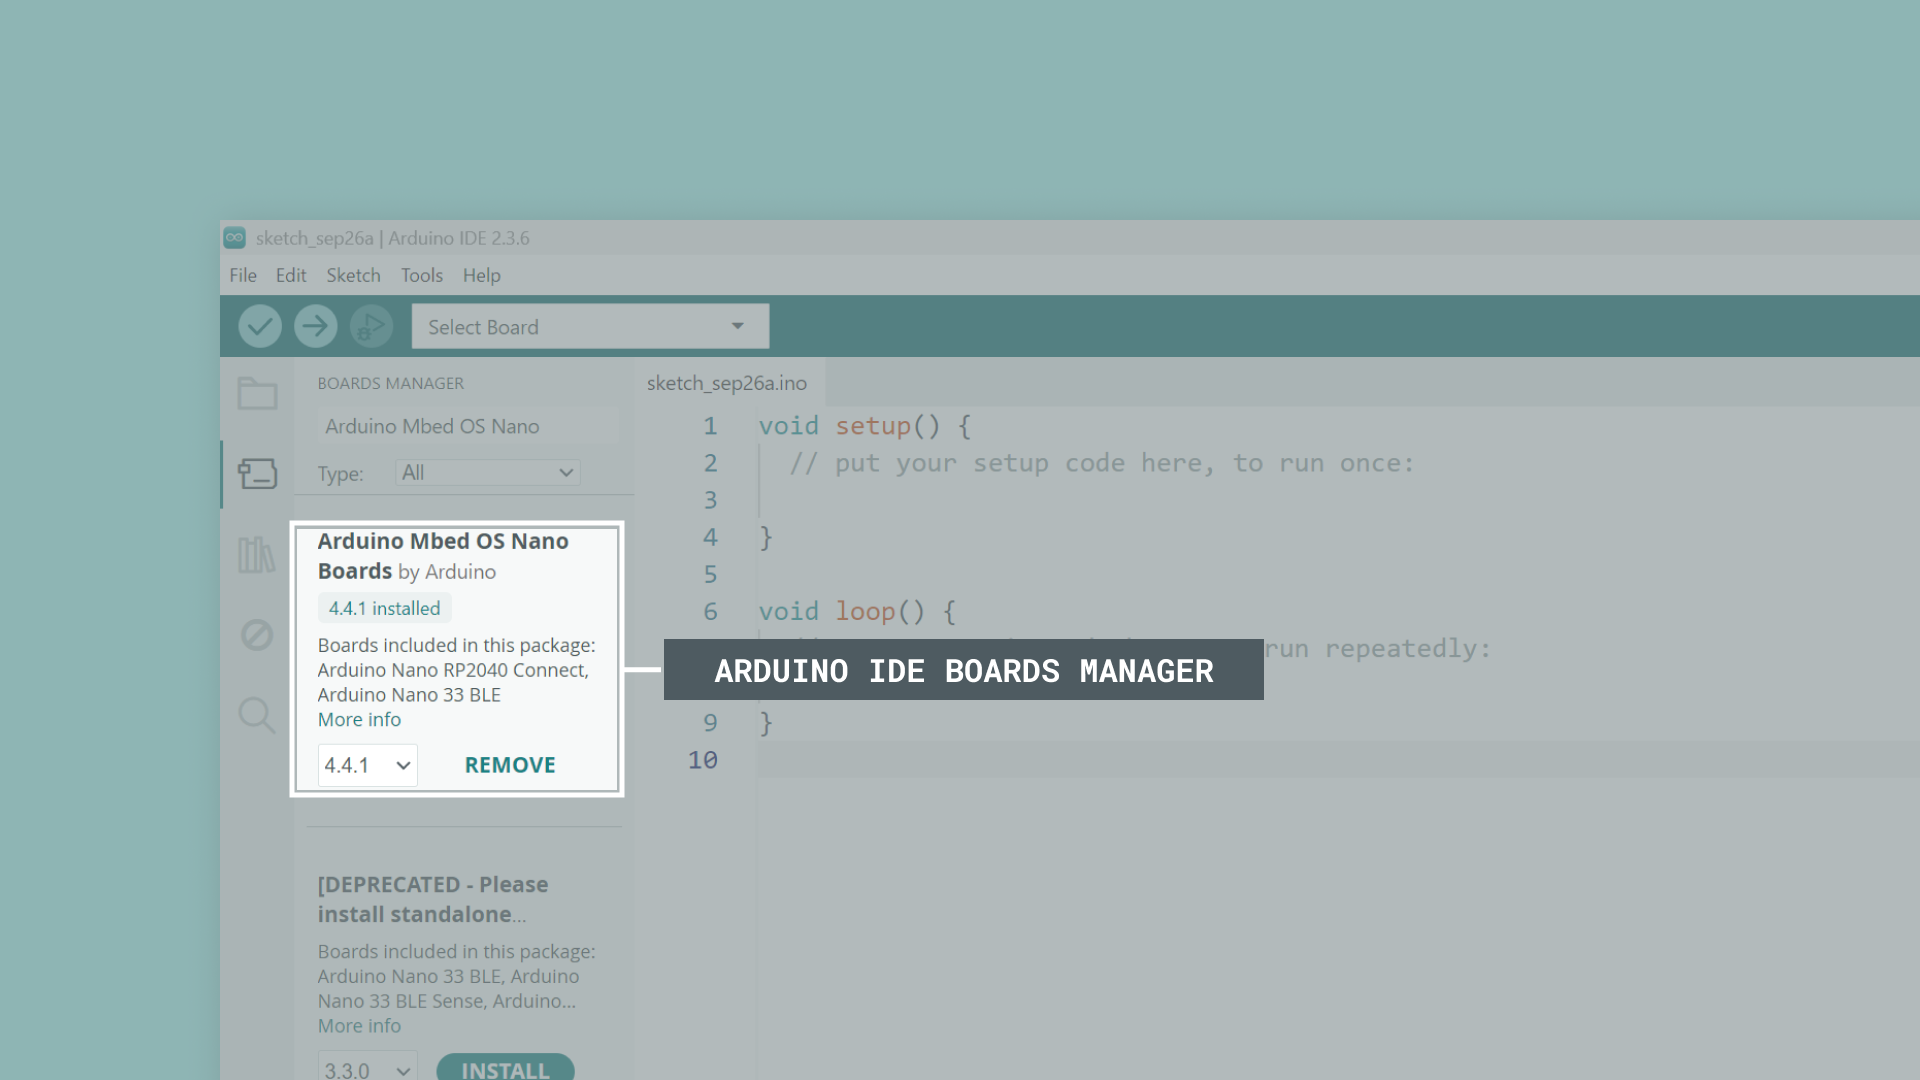 sketch_sep26a | Arduino IDE 2.3.6
File Edit Sketch Tools Help
Select Board
BOARDS MANAGER
Arduino Mbed OS Nano
Type: All
Arduino Mbed OS Nano
Boards by Arduino
4.4.1 installed
Boards included in this package:
Arduino Nano RP2040 Connect,
Arduino Nano 33 BLE
More info
4.4.1 REMOVE
[DEPRECATED - Please
install standalone...
Boards included in this package:
Arduino Nano 33 BLE, Arduino
Nano 33 BLE Sense, Arduino...
More info
3.3.0 INSTALL
sketch_sep26a.ino
1 void setup() {
2 // put your setup code here, to run once:
3
4 }
5
6 void loop() {
run repeatedly:
ARDUINO IDE BOARDS MANAGER
9 }
10